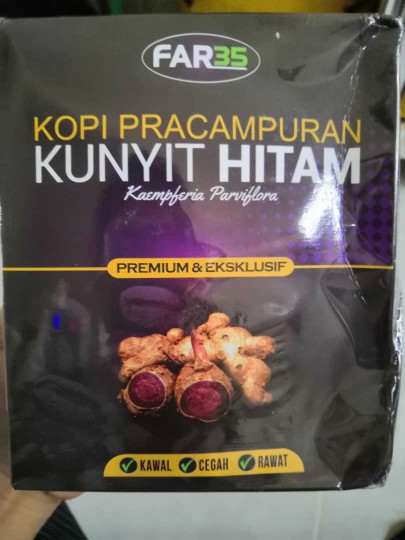 FAR35
KOPI PRACAMPURAN
KUNYIT HITAM
Kaempferia Parviflora
PREMIUM & EKSKLUSIF
KAWAL CEGAH RAWAT